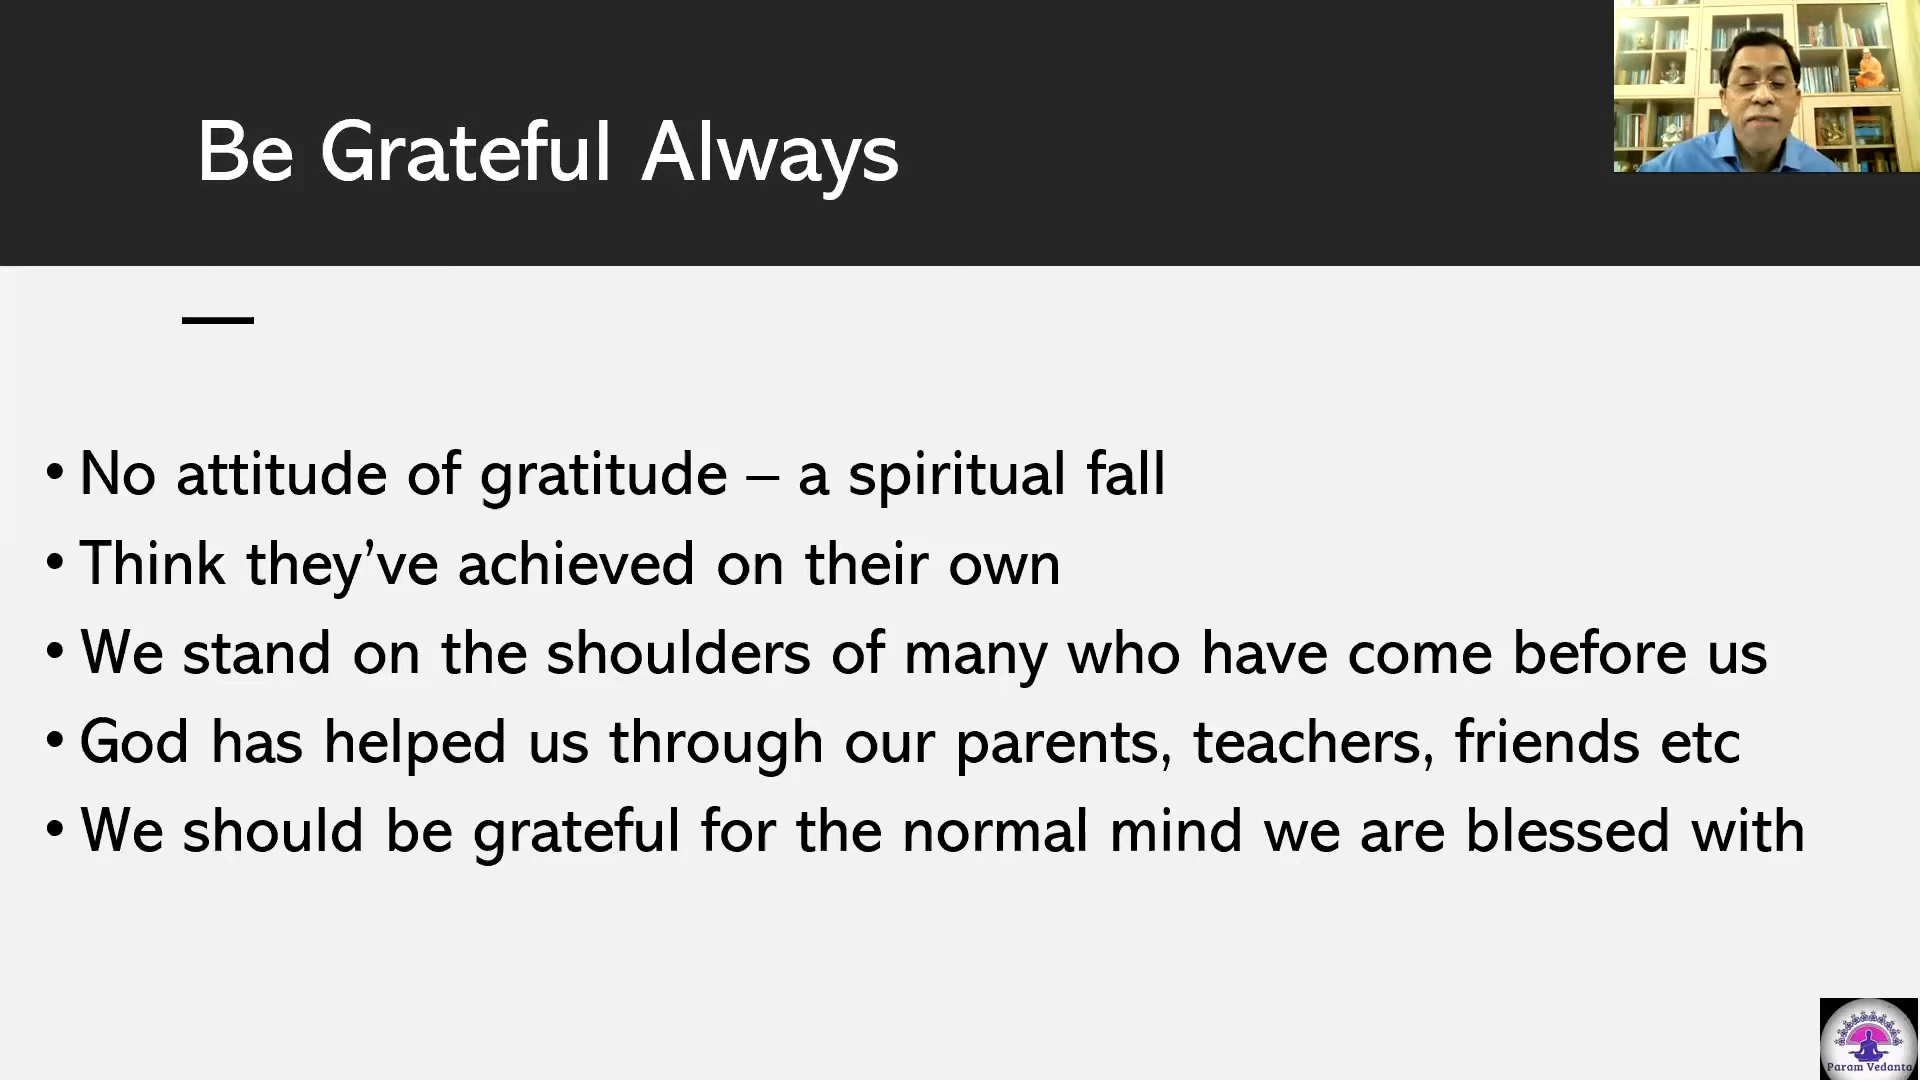 Be Grateful Always
• No attitude of gratitude – a spiritual fall
• Think they’ve achieved on their own
• We stand on the shoulders of many who have come before us
• God has helped us through our parents, teachers, friends etc
• We should be grateful for the normal mind we are blessed with
Param Vedanta